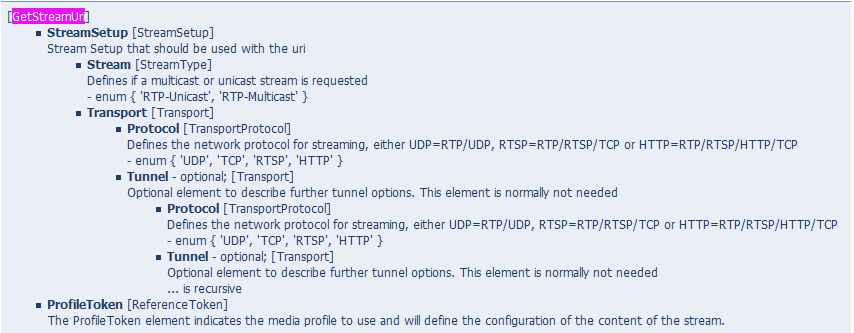 [GetStreamUri]
StreamSetup [StreamSetup]
Stream Setup that should be used with the uri
Stream [StreamType]
Defines if a multicast or unicast stream is requested
- enum { 'RTP-Unicast', 'RTP-Multicast' }
Transport [Transport]
Protocol [TransportProtocol]
Defines the network protocol for streaming, either UDP=RTP/UDP, RTSP=RTP/RTSP/TCP or HTTP=RTP/RTSP/HTTP/TCP
- enum { 'UDP', 'TCP', 'RTSP', 'HTTP' }
Tunnel - optional; [Transport]
Optional element to describe further tunnel options. This element is normally not needed
Protocol [TransportProtocol]
Defines the network protocol for streaming, either UDP=RTP/UDP, RTSP=RTP/RTSP/TCP or HTTP=RTP/RTSP/HTTP/TCP
- enum { 'UDP', 'TCP', 'RTSP', 'HTTP' }
Tunnel - optional; [Transport]
Optional element to describe further tunnel options. This element is normally not needed
... is recursive
ProfileToken [ReferenceToken]
The ProfileToken element indicates the media profile to use and will define the configuration of the content of the stream.